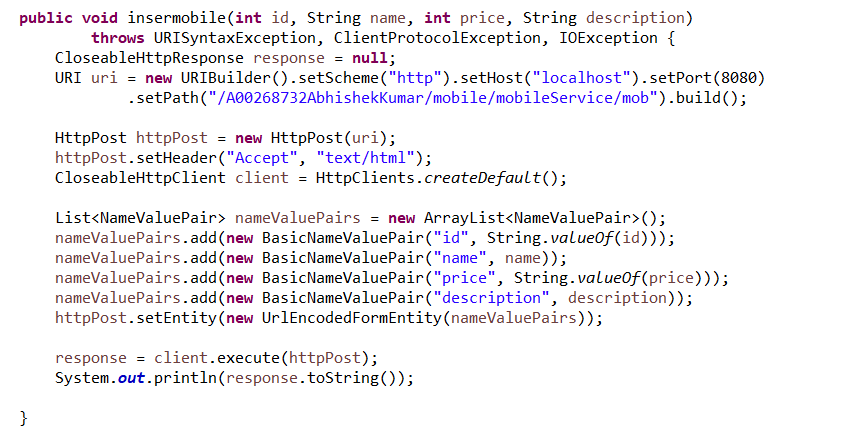 public void insermobile(int id, String name, int price, String description)
throws URISyntaxException, ClientProtocolException, IOException {
CloseableHttpResponse response = null;
URI uri = new URIBuilder().setScheme("http").setHost("localhost").setPort(8080)
.setPath("/A00268732AbhishekKumar/mobile/mobileService/mob").build();
HttpPost httpPost = new HttpPost(uri);
httpPost.setHeader("Accept", "text/html");
CloseableHttpClient client = HttpClients.createDefault();
List<NameValuePair> nameValuePairs = new ArrayList<NameValuePair>();
nameValuePairs.add(new BasicNameValuePair("id", String.valueOf(id)));
nameValuePairs.add(new BasicNameValuePair("name", name));
nameValuePairs.add(new BasicNameValuePair("price", String.valueOf(price)));
nameValuePairs.add(new BasicNameValuePair("description", description));
httpPost.setEntity(new UrlEncodedFormEntity(nameValuePairs));
response = client.execute(httpPost);
System.out.println(response.toString());
}